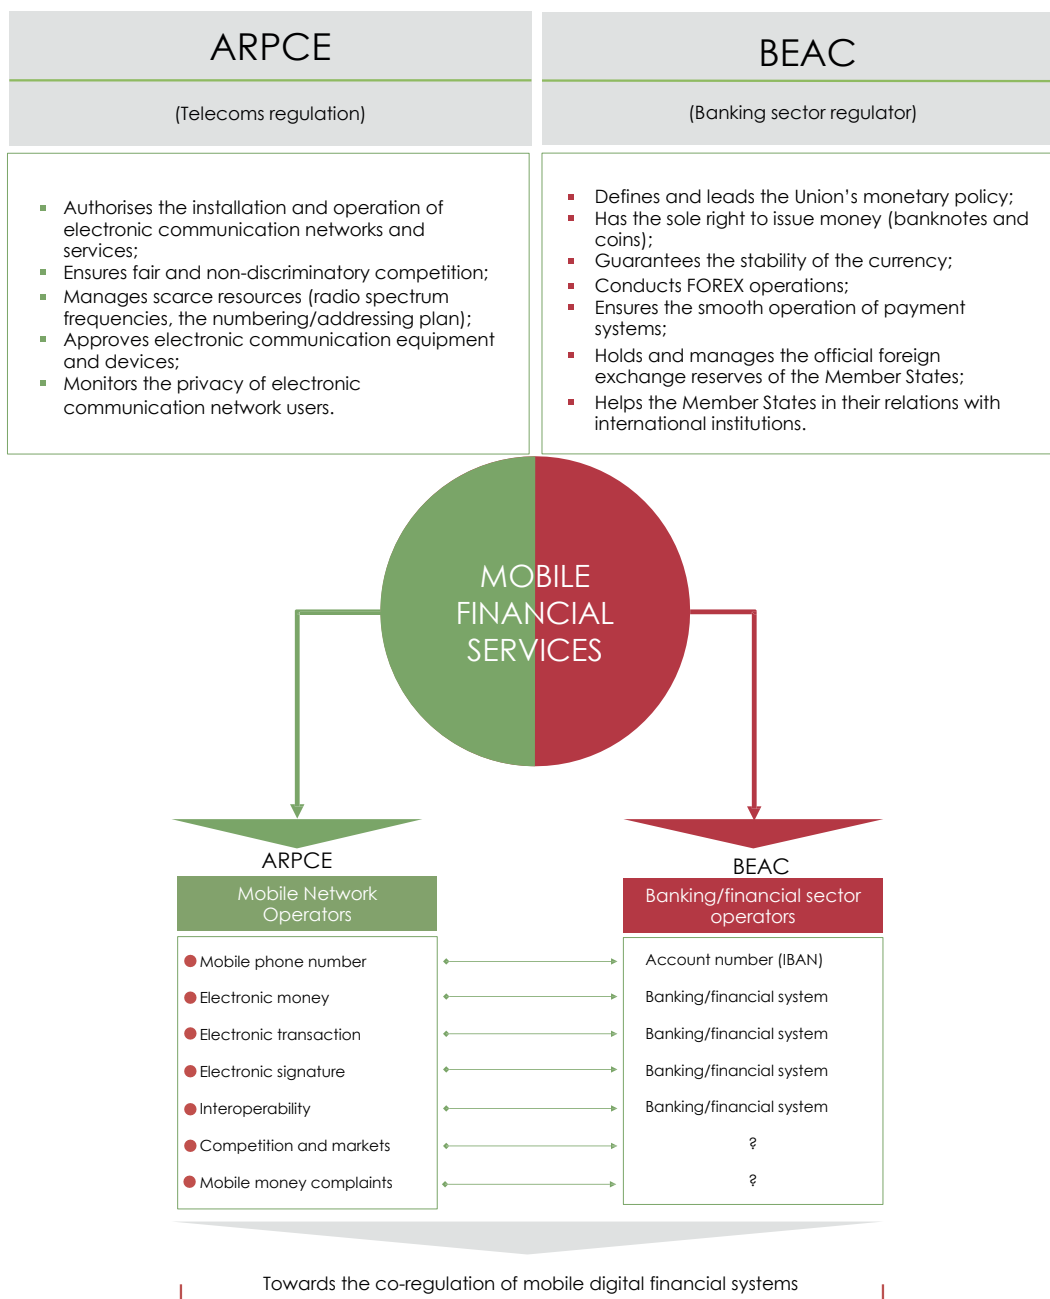 ARPCE
(Telecoms regulation)
Authorises the installation and operation of
electronic communication networks and
services;
Ensures fair and non-discriminatory competition;
Manages scarce resources (radio spectrum
frequencies, the numbering/addressing plan);
Approves electronic communication equipment
and devices;
Monitors the privacy of electronic
communication network users.
BEAC
(Banking sector regulator)
Defines and leads the Union's monetary policy;
Has the sole right to issue money (banknotes and
coins);
Guarantees the stability of the currency;
Conducts FOREX operations;
Ensures the smooth operation of payment
systems;
Holds and manages the official foreign
exchange reserves of the Member States;
Helps the Member States in their relations with
international institutions.
MOBILE
FINANCIAL
SERVICES
ARPCE
Mobile Network
Operators
BEAC
Banking/financial sector
operators
Mobile phone number
Account number (IBAN)
Electronic money
Banking/financial system
Electronic transaction
Banking/financial system
Electronic signature
Banking/financial system
Interoperability
Banking/financial system
Competition and markets
?
Mobile money complaints
?
Towards the co-regulation of mobile digital financial systems